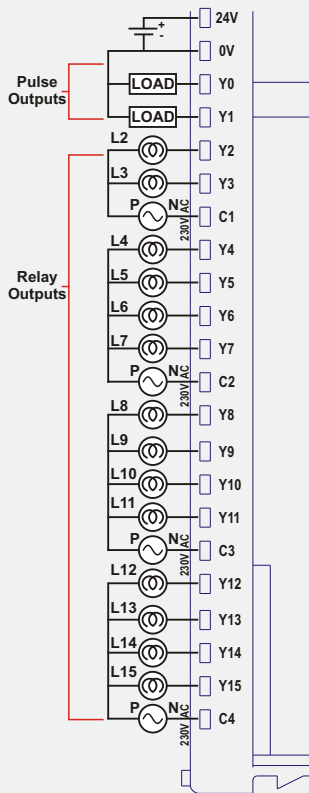 24V
+
-
0V
Pulse
Outputs
LOAD Y0
LOAD Y1
L2 Y2
L3 Y3
P N 230V AC C1
L4 Y4
Relay
Outputs
L5 Y5
L6 Y6
L7 Y7
P N 230V AC C2
L8 Y8
L9 Y9
L10 Y10
L11 Y11
P N 230V AC C3
L12 Y12
L13 Y13
L14 Y14
L15 Y15
P N 230V AC C4